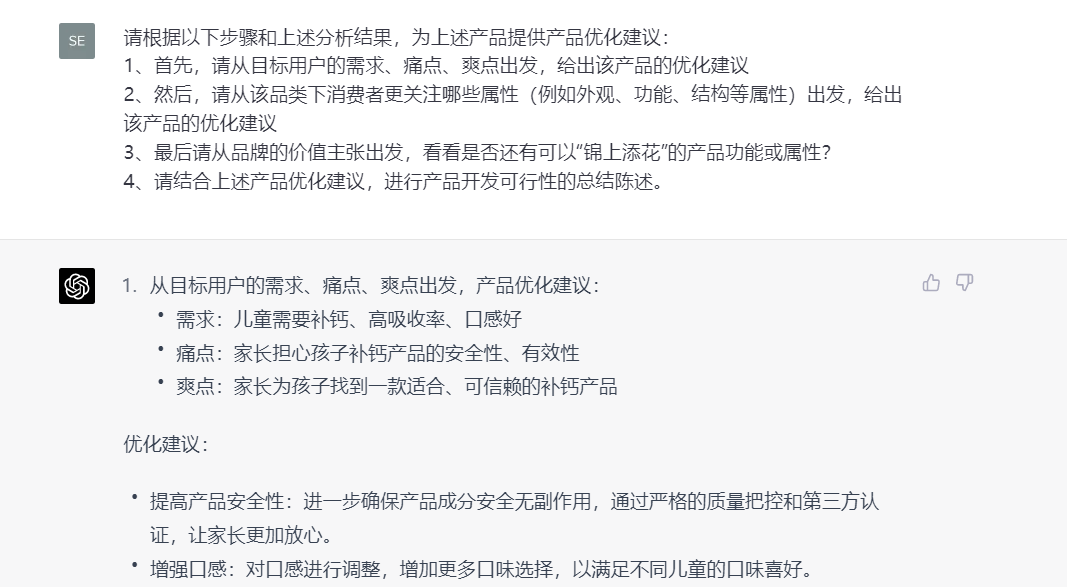 SE
请根据以下步骤和上述分析结果，为上述产品提供产品优化建议：
1、首先，请从目标用户的需求、痛点、爽点出发，给出该产品的优化建议
2、然后，请从该品类下消费者更关注哪些属性（例如外观、功能、结构等属性）出发，给出
该产品的优化建议
3、最后请从品牌的价值主张出发，看看是否还有可以“锦上添花”的产品功能或属性？
4、请结合上述产品优化建议，进行产品开发可行性的总结陈述。
1. 从目标用户的需求、痛点、爽点出发，产品优化建议：
• 需求：儿童需要补钙、高吸收率、口感好
• 痛点：家长担心孩子补钙产品的安全性、有效性
• 爽点：家长为孩子找到一款适合、可信赖的补钙产品
优化建议：
• 提高产品安全性：进一步确保产品成分安全无副作用，通过严格的质量把控和第三方认
证，让家长更加放心。
• 增强口感：对口感进行调整，增加更多口味选择，以满足不同儿童的口味喜好。